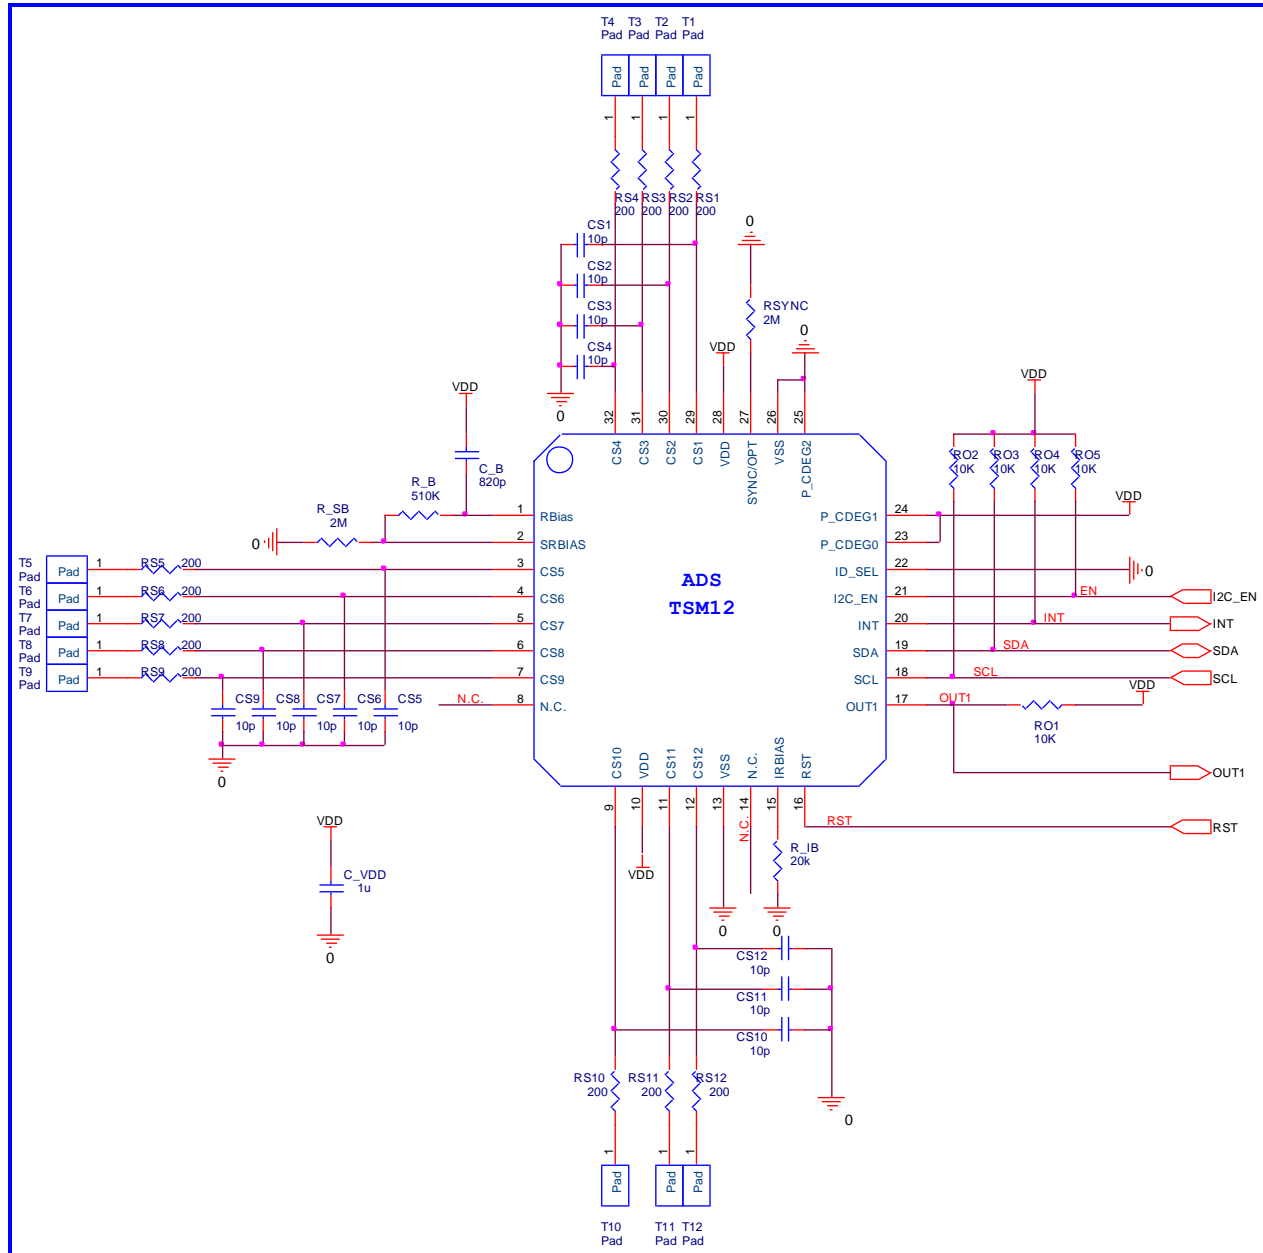 T4 T3 T2 T1
Pad Pad Pad Pad
Pad Pad Pad Pad
1 1 1 1
RS4 RS3 RS2 RS1
200 200 200 200
CS1
10p
0
CS2
10p
CS3
10p
RSYNC
2M
0
CS4
10p
VDD
VDD
VDD
0
32 31 30 29 28 27 26 25
CS4 CS3 CS2 CS1 VDD SYNC/OPT VSS P_CDEG2
C_B
820p
R_B
510K
RO2 RO3 RO4 RO5
10K 10K 10K 10K
R_SB
2M
VDD
1 RBias
P_CDEG1 24
0
2 SRBIAS
P_CDEG0 23
T5
Pad
Pad 1 RS5 200
3 CS5
ID_SEL 22
0
T6
Pad
Pad 1 RS6 200
4 CS6
ADS
TSM12
I2C_EN 21
EN
I2C_EN
T7
Pad
Pad 1 RS7 200
5 CS7
INT 20
INT
INT
T8
Pad
Pad 1 RS8 200
6 CS8
SDA 19
SDA
SDA
T9
Pad
Pad 1 RS9 200
7 CS9
SCL 18
SCL
SCL
CS9 CS8 CS7 CS6 CS5
10p 10p 10p 10p 10p
N.C. 8 N.C.
OUT1 17
OUT1
VDD
RO1
10K
0
CS10 VDD CS11 CS12 VSS N.C. IRBIAS RST
9 10 11 12 13 14 15 16
OUT1
N.C.
RST
RST
VDD
C_VDD
1u
0
VDD
R_IB
20k
0
0
CS12
10p
CS11
10p
CS10
10p
RS10 RS11 RS12
200 200 200
0
1 1 1
Pad Pad Pad
T10 T11 T12
Pad Pad Pad